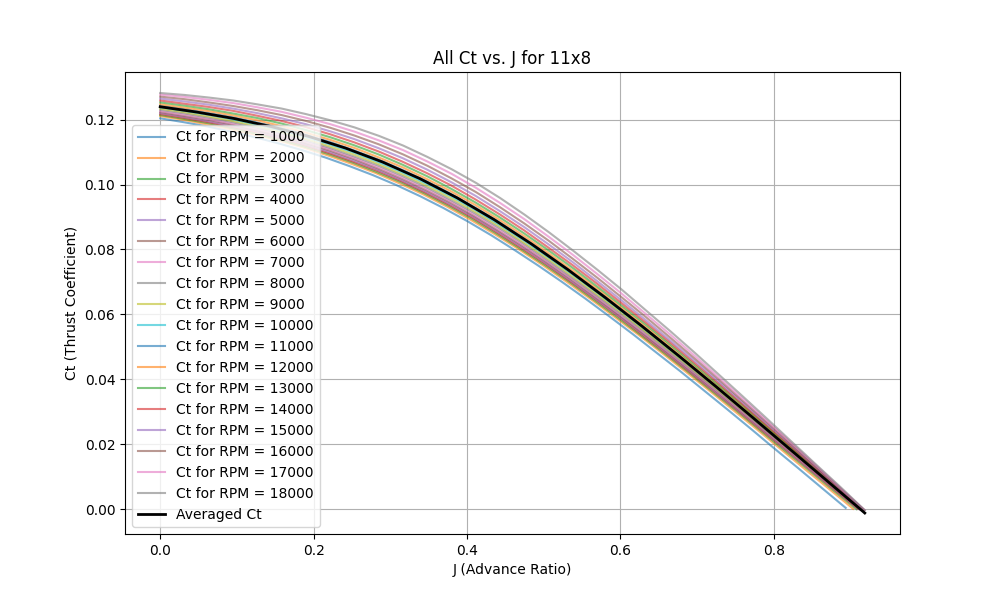 All Ct vs. J for 11x8
Ct (Thrust Coefficient)
0.12
0.10
0.08
0.06
0.04
0.02
0.00
Ct for RPM = 1000
Ct for RPM = 2000
Ct for RPM = 3000
Ct for RPM = 4000
Ct for RPM = 5000
Ct for RPM = 6000
Ct for RPM = 7000
Ct for RPM = 8000
Ct for RPM = 9000
Ct for RPM = 10000
Ct for RPM = 11000
Ct for RPM = 12000
Ct for RPM = 13000
Ct for RPM = 14000
Ct for RPM = 15000
Ct for RPM = 16000
Ct for RPM = 17000
Ct for RPM = 18000
Averaged Ct
0.0 0.2 0.4 0.6 0.8
J (Advance Ratio)